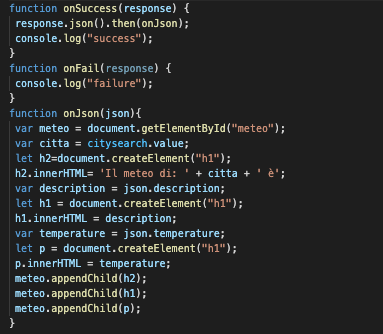 function onSuccess(response) {
response.json().then(onJson);
console.log("success");
}
function onFail(response) {
console.log("failure");
}
function onJson(json){
var meteo = document.getElementById("meteo");
var citta = citysearch.value;
let h2=document.createElement("h1");
h2.innerHTML= 'Il meteo di: ' + citta + ' è';
var description = json.description;
let h1 = document.createElement("h1");
h1.innerHTML = description;
var temperature = json.temperature;
let p = document.createElement("h1");
p.innerHTML = temperature;
meteo.appendChild(h2);
meteo.appendChild(h1);
meteo.appendChild(p);
}